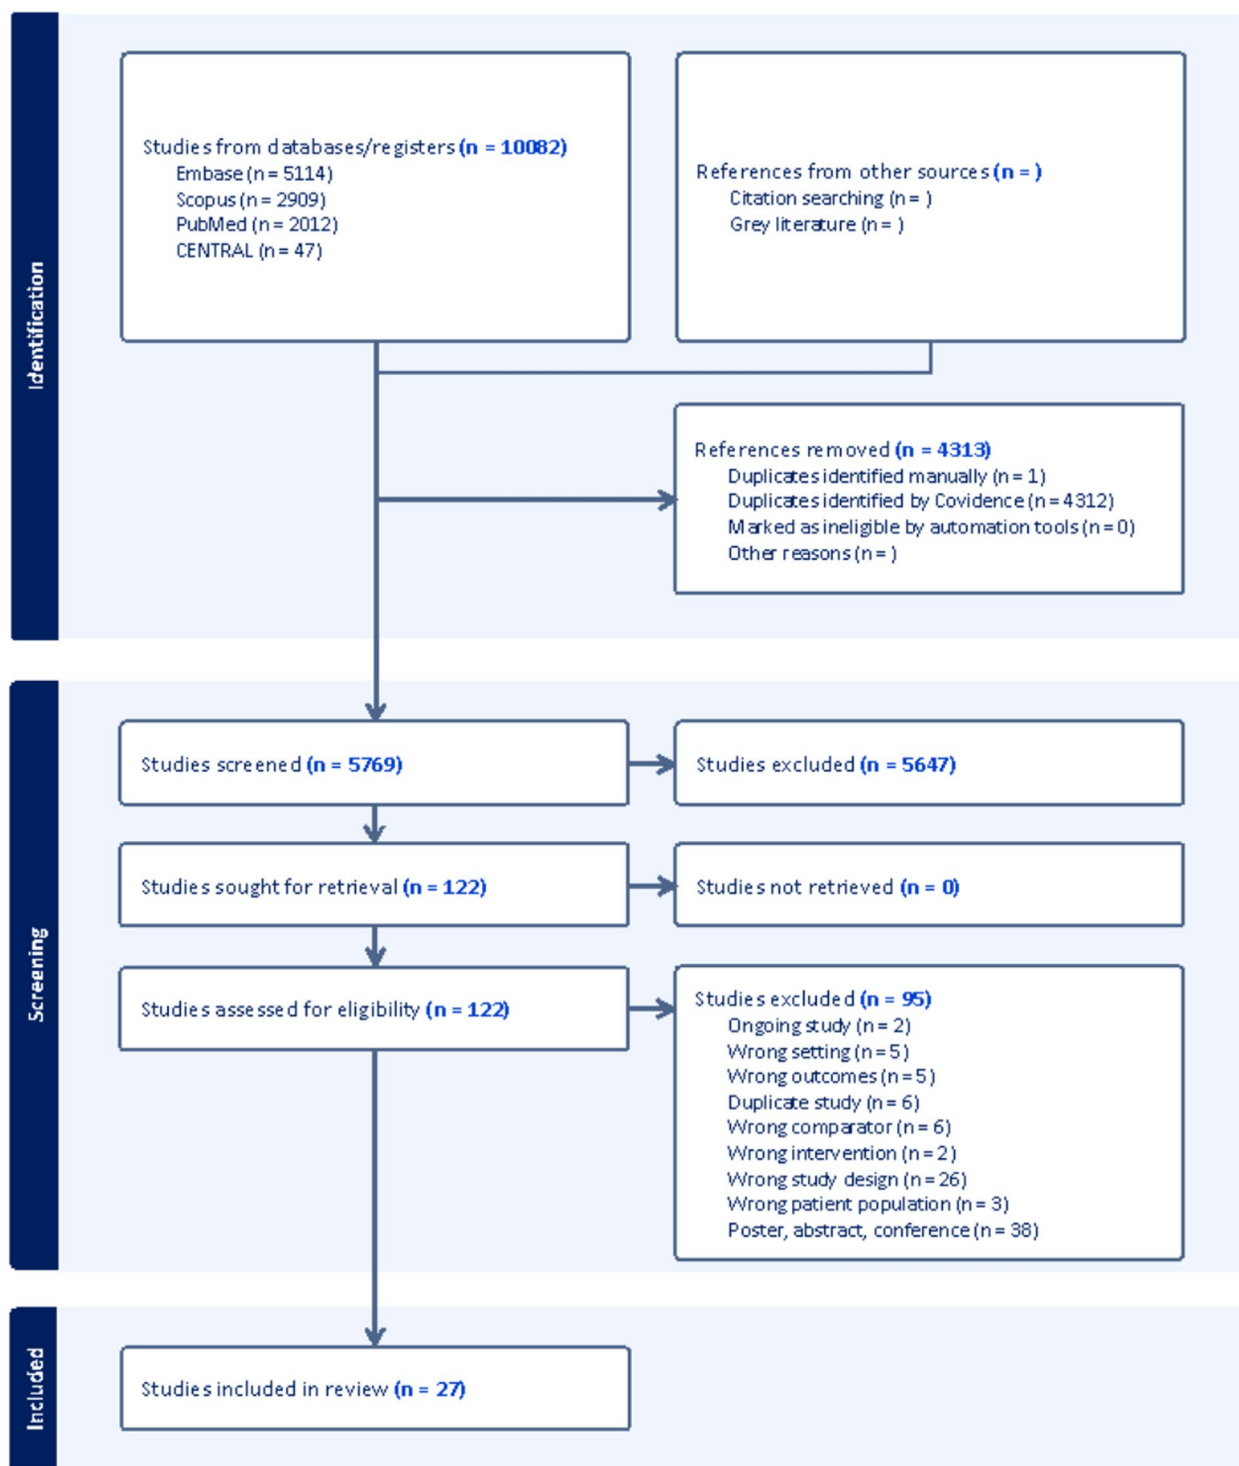 Identification
Studies from databases/registers (n = 10082)
Embase (n = 5114)
Scopus (n = 2909)
PubMed (n = 2012)
CENTRAL (n = 47)
References from other sources (n = )
Citation searching (n = )
Grey literature (n = )
References removed (n = 4313)
Duplicates identified manually (n = 1)
Duplicates identified by Covidence (n = 4312)
Marked as ineligible by automation tools (n = 0)
Other reasons (n = )
Screening
Studies screened (n = 5769)
Studies excluded (n = 5647)
Studies sought for retrieval (n = 122)
Studies not retrieved (n = 0)
Studies assessed for eligibility (n = 122)
Studies excluded (n = 95)
Ongoing study (n = 2)
Wrong setting (n = 5)
Wrong outcomes (n = 5)
Duplicate study (n = 6)
Wrong comparator (n = 6)
Wrong intervention (n = 2)
Wrong study design (n = 26)
Wrong patient population (n = 3)
Poster, abstract, conference (n = 38)
Included
Studies included in review (n = 27)